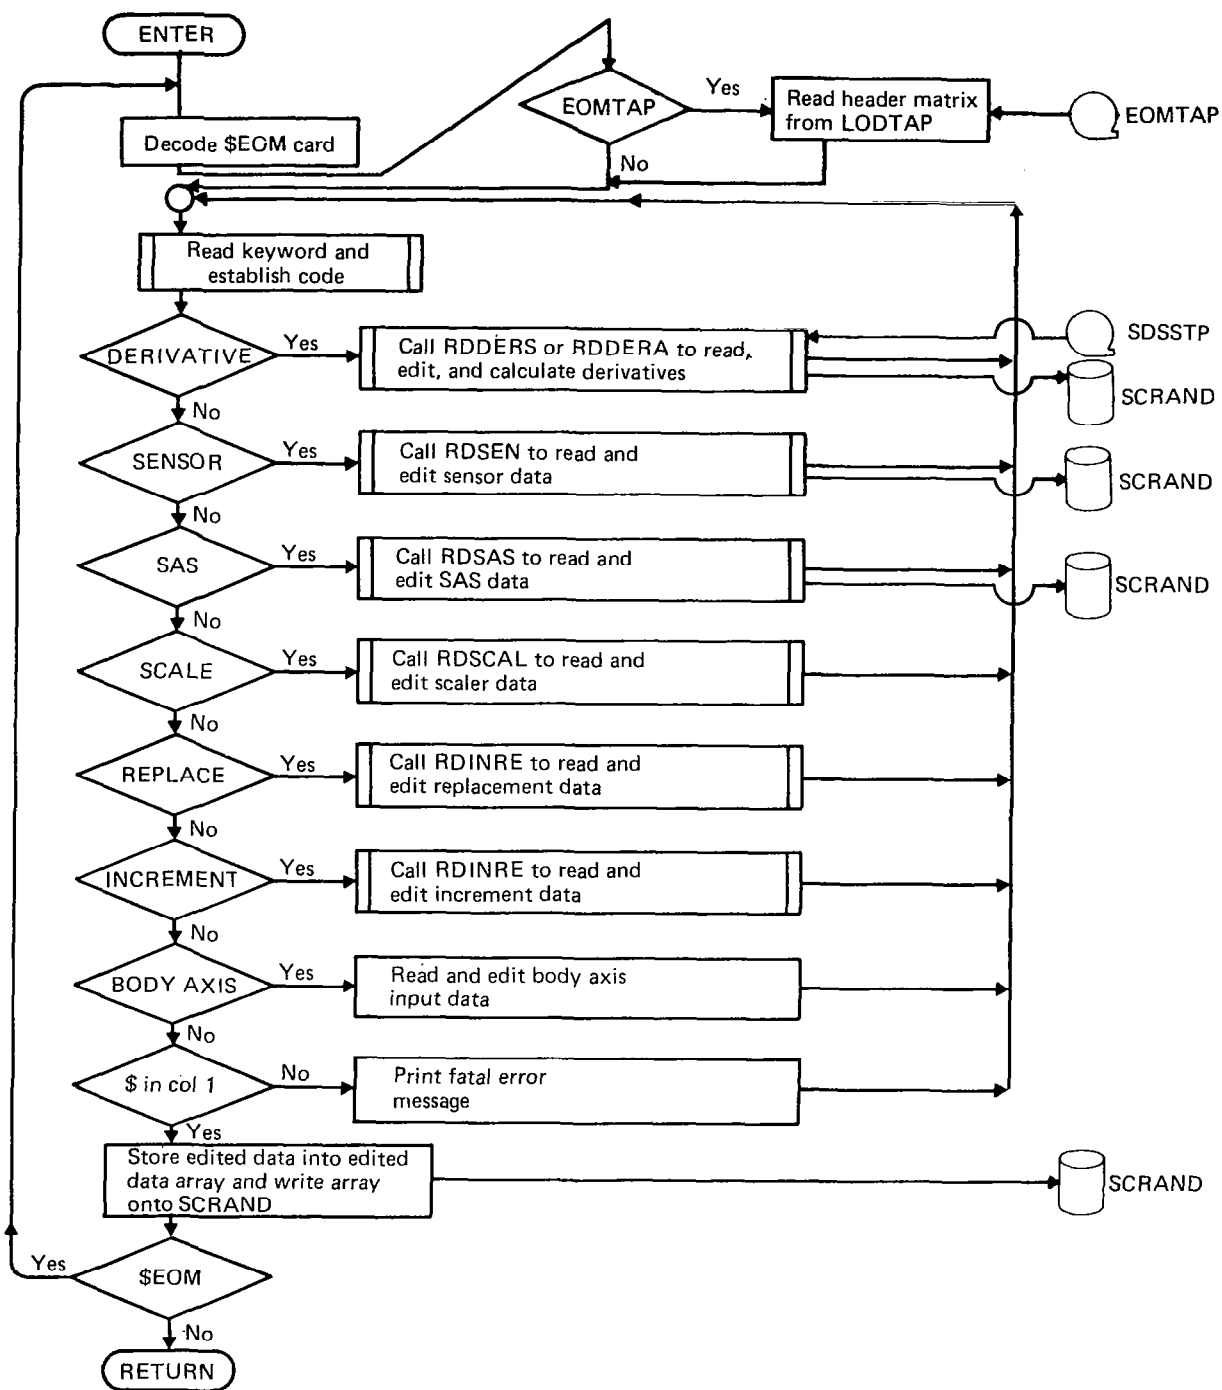 ENTER
EOMTAP
Yes
Read header matrix
from LODTAP
EOMTAP
Decode $EOM card
No
Read keyword and
establish code
DERIVATIVE
Yes
Call RDDERS or RDDERA to read,
edit, and calculate derivatives
SDSSTP
SCRAND
No
SENSOR
Yes
Call RDSEN to read and
edit sensor data
SCRAND
No
SAS
Yes
Call RDSAS to read and
edit SAS data
SCRAND
No
SCALE
Yes
Call RDSCAL to read and
edit scaler data
No
REPLACE
Yes
Call RDINRE to read and
edit replacement data
No
INCREMENT
Yes
Call RDINRE to read and
edit increment data
No
BODY AXIS
Yes
Read and edit body axis
input data
No
$ in col 1
No
Print fatal error
message
Yes
Store edited data into edited
data array and write array
onto SCRAND
SCRAND
Yes
$EOM
No
RETURN